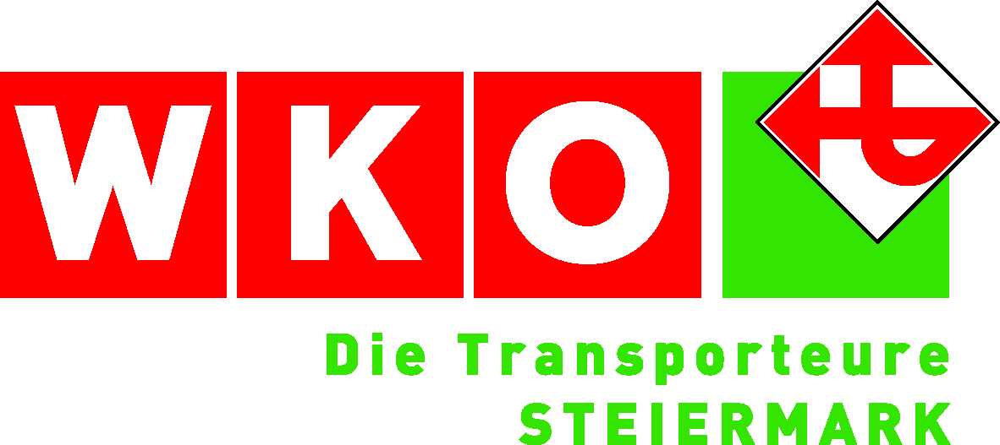 WKO
Die Transporteure
STEIERMARK